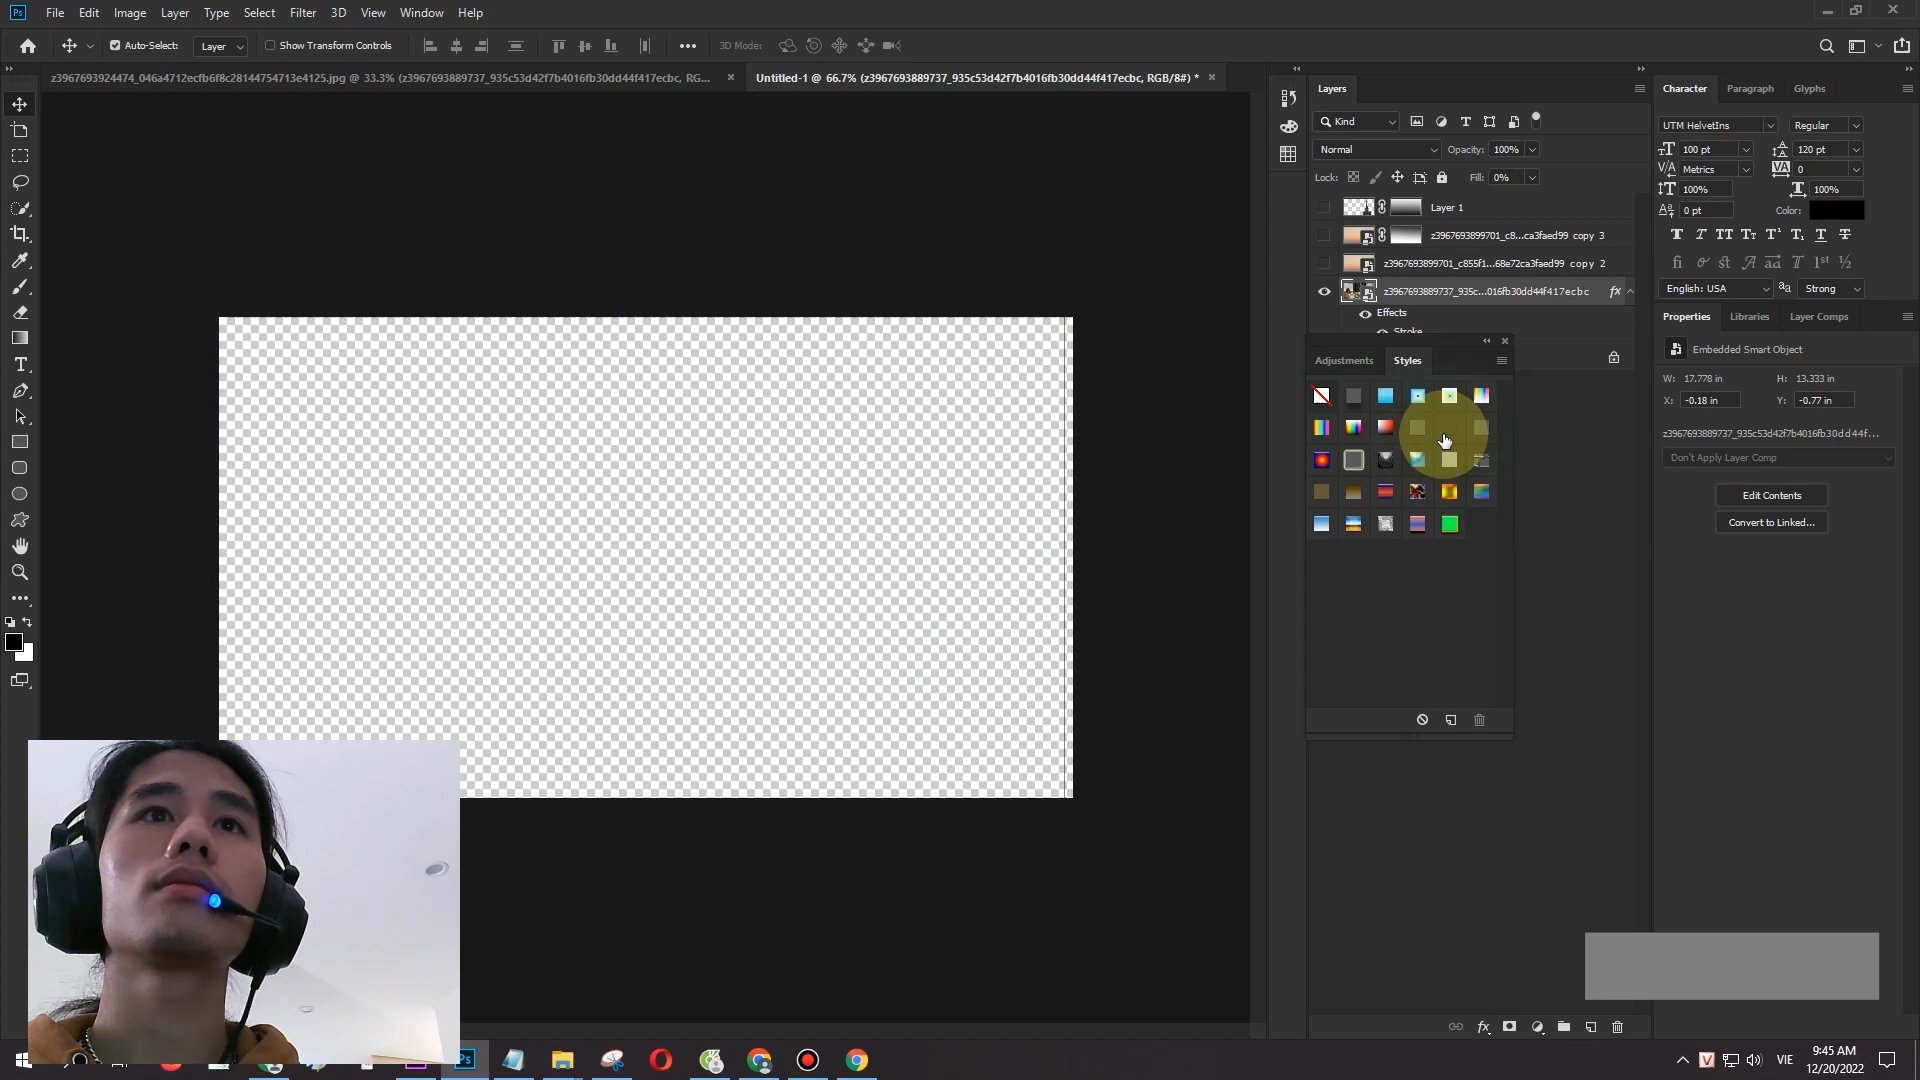 Ps File Edit Image Layer Type Select Filter 3D View Window Help
Auto-Select: Layer Show Transform Controls 3D Mode:
z3967693924474_046a4712ecfb6f8c28144754713e4125.jpg @ 33.3% (z3967693889737_935c53d42f7b4016fb30dd44f417ecbc, RG...
Untitled-1 @ 66.7% (z3967693889737_935c53d42f7b4016fb30dd44f417ecbc, RGB/8#) *
Layers
Kind
Normal Opacity: 100%
Lock: Fill: 0%
Layer 1
z3967693899701_c8...ca3faed99 copy 3
z3967693899701_c855f1...68e72ca3faed99 copy 2
z3967693889737_935c...016fb30dd44f417ecbc fx
Effects
Stroke
Adjustments Styles
fx
Character Paragraph Glyphs
UTM HelvetIns Regular
100 pt 120 pt
Metrics 0
100% 100%
0 pt Color:
English: USA Strong
Properties Libraries Layer Comps
Embedded Smart Object
W: 17.778 in H: 13.333 in
X: -0.18 in Y: -0.77 in
z3967693889737_935c53d42f7b4016fb30dd44f...
Don't Apply Layer Comp
Edit Contents
Convert to Linked...
VIE
9:45 AM
12/20/2022